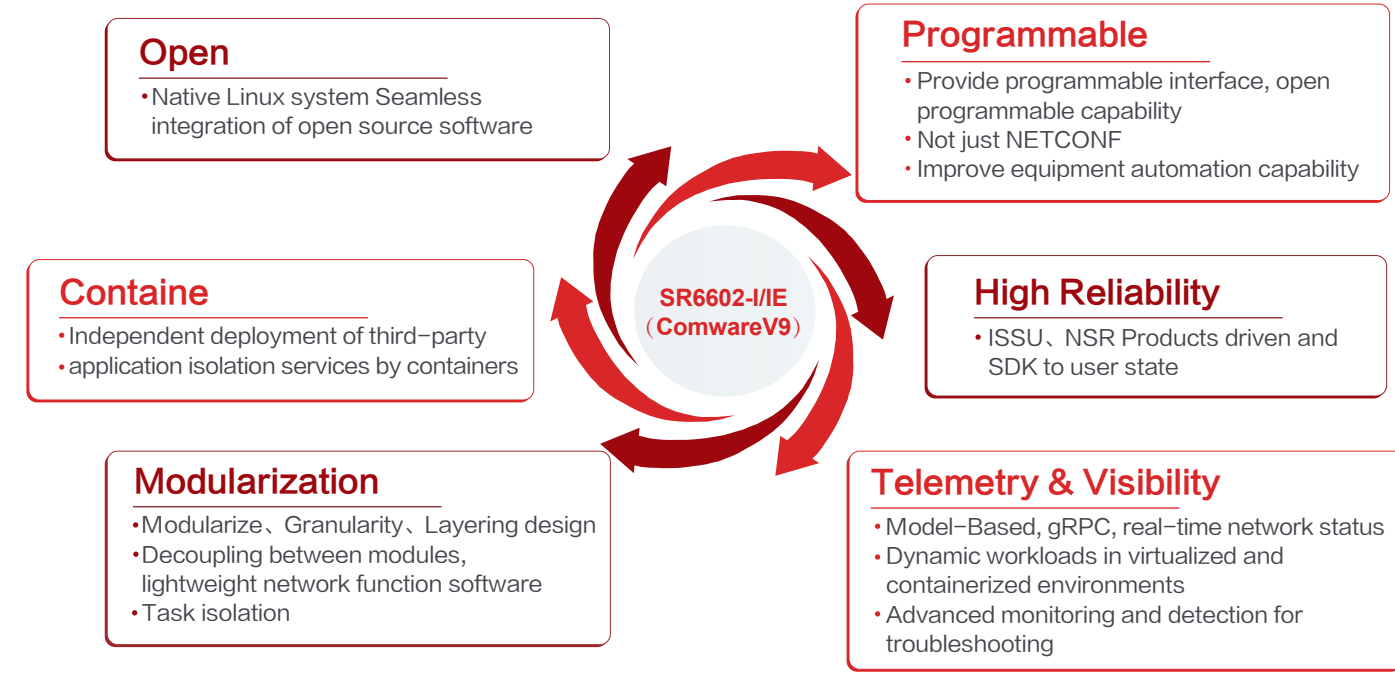 Open
•Native Linux system Seamless
integration of open source software
Programmable
• Provide programmable interface, open
programmable capability
• Not just NETCONF
• Improve equipment automation capability
Containe
•Independent deployment of third-party
•application isolation services by containers
SR6602-I/IE
（ComwareV9）
High Reliability
• ISSU、NSR Products driven and
SDK to user state
Modularization
•Modularize、Granularity、Layering design
•Decoupling between modules,
lightweight network function software
•Task isolation
Telemetry & Visibility
• Model-Based, gRPC, real-time network status
• Dynamic workloads in virtualized and
containerized environments
• Advanced monitoring and detection for
troubleshooting